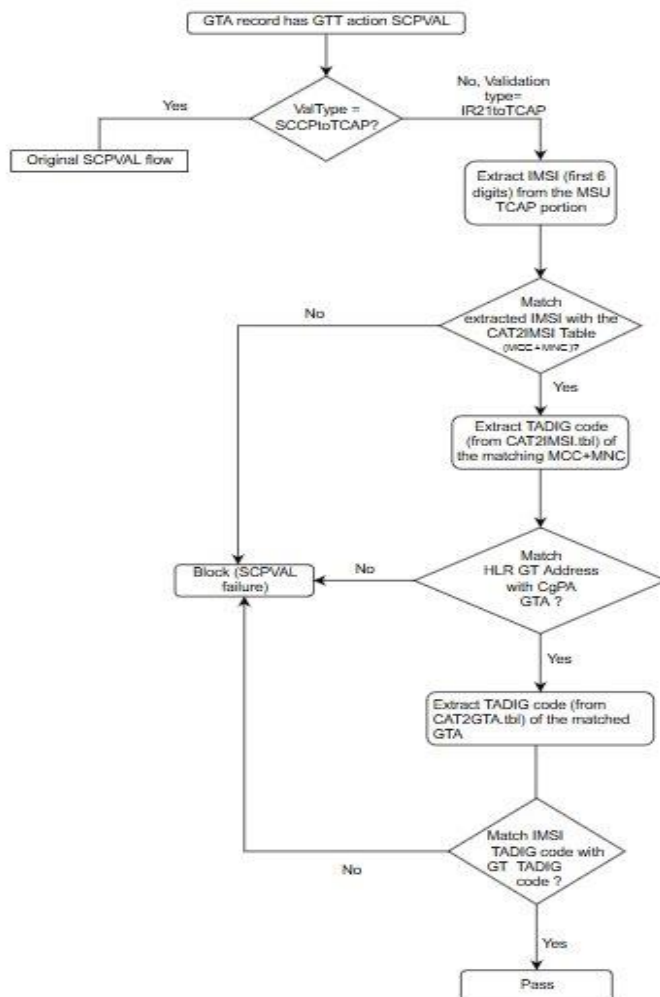 GTA record has GTT action SCPVAL
Yes
ValType =
SCCPtoTCAP?
No, Validation
type=
IR21toTCAP
Original SCPVAL flow
Extract IMSI (first 6
digits) from the MSU
TCAP portion
No
Match
extracted IMSI with the
CAT2IMSI Table
(MCC+MNC)?
Yes
Extract TADIG code
(from CAT2IMSI.tbl) of
the matching MCC+MNC
Block (SCPVAL
failure)
No
Match
HLR GT Address
with CgPA
GTA ?
Yes
Extract TADIG code (from
CAT2GTA.tbl) of the matched
GTA
No
Match IMSI
TADIG code with
GT TADIG
code ?
Yes
Pass